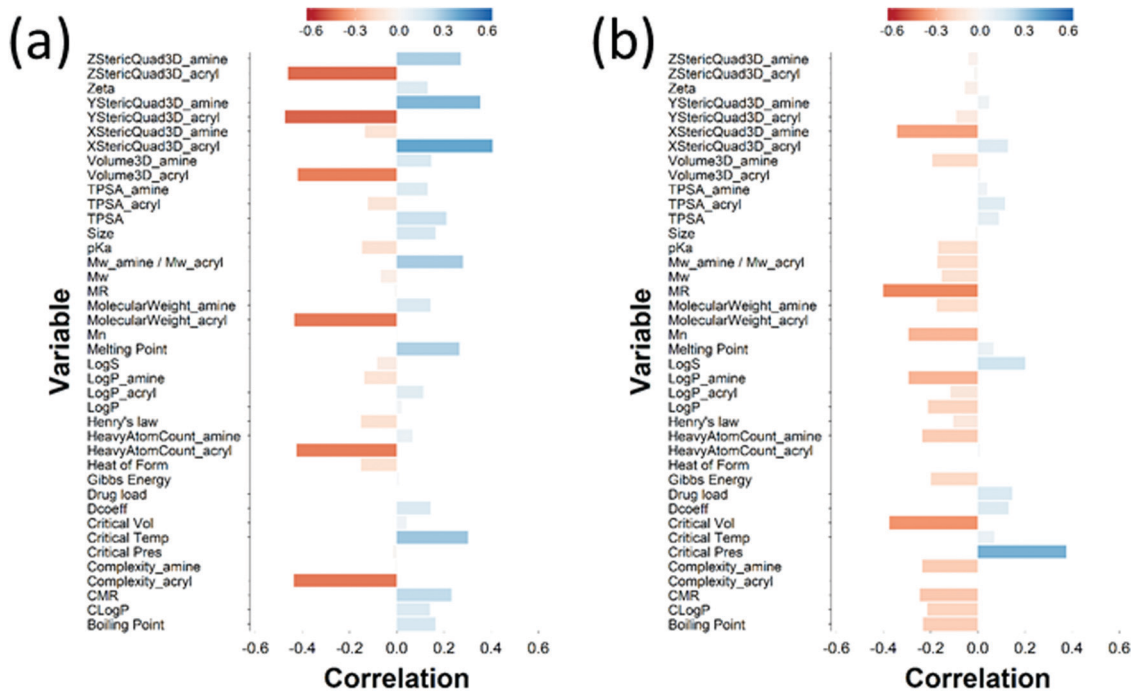 (a)
-0.6 -0.3 0.0 0.3 0.6
ZStericQuad3D_amine
ZStericQuad3D_acryl
Zeta
YStericQuad3D_amine
YStericQuad3D_acryl
XStericQuad3D_amine
XStericQuad3D_acryl
Volume3D_amine
Volume3D_acryl
TPSA_amine
TPSA_acryl
TPSA
Size
pKa
Mw_amine / Mw_acryl
Mw
MR
MolecularWeight_amine
MolecularWeight_acryl
Mn
Melting Point
LogS
LogP_amine
LogP_acryl
LogP
Henry's law
HeavyAtomCount_amine
HeavyAtomCount_acryl
Heat of Form
Gibbs Energy
Drug load
Dcoeff
Critical Vol
Critical Temp
Critical Pres
Complexity_amine
Complexity_acryl
CMR
CLogP
Boiling Point
Variable
-0.6 -0.4 -0.2 0.0 0.2 0.4 0.6
Correlation
(b)
-0.6 -0.3 0.0 0.3 0.6
ZStericQuad3D_amine
ZStericQuad3D_acryl
Zeta
YStericQuad3D_amine
YStericQuad3D_acryl
XStericQuad3D_amine
XStericQuad3D_acryl
Volume3D_amine
Volume3D_acryl
TPSA_amine
TPSA_acryl
TPSA
Size
pKa
Mw_amine / Mw_acryl
Mw
MR
MolecularWeight_amine
MolecularWeight_acryl
Mn
Melting Point
LogS
LogP_amine
LogP_acryl
LogP
Henry's law
HeavyAtomCount_amine
HeavyAtomCount_acryl
Heat of Form
Gibbs Energy
Drug load
Dcoeff
Critical Vol
Critical Temp
Critical Pres
Complexity_amine
Complexity_acryl
CMR
CLogP
Boiling Point
Variable
-0.6 -0.4 -0.2 0.0 0.2 0.4 0.6
Correlation